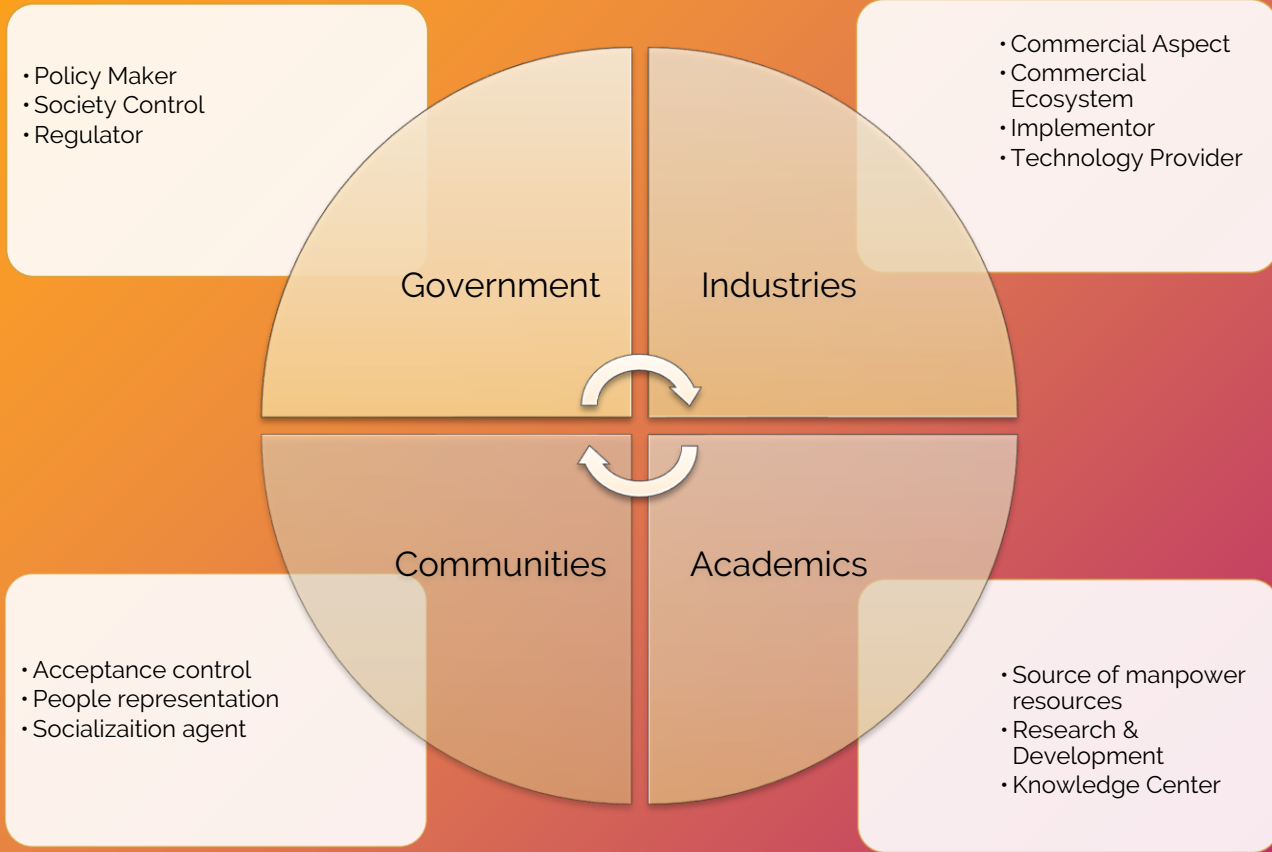 • Policy Maker
• Society Control
• Regulator
• Commercial Aspect
• Commercial
Ecosystem
• Implementor
• Technology Provider
Government
Industries
Communities
Academics
• Acceptance control
• People representation
• Socializaition agent
• Source of manpower
resources
• Research &
Development
• Knowledge Center